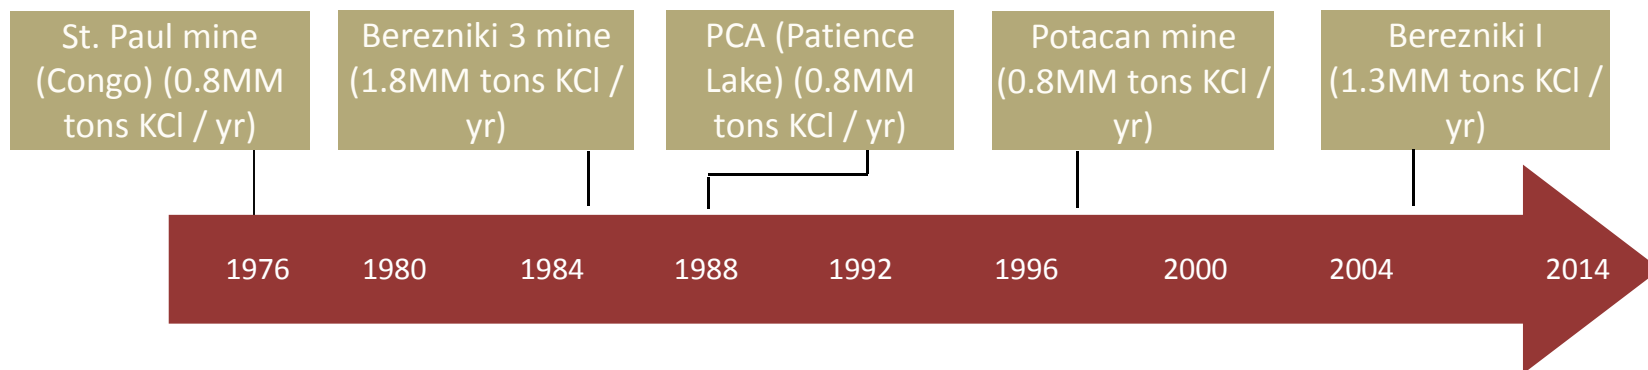 St. Paul mine
(Congo) (0.8MM
tons KCl / yr)
Berezniki 3 mine
(1.8MM tons KCl /
yr)
PCA (Patience
Lake) (0.8MM
tons KCl / yr)
Potacan mine
(0.8MM tons KCl /
yr)
Berezniki I
(1.3MM tons KCl /
yr)
1976 1980 1984 1988 1992 1996 2000 2004 2014